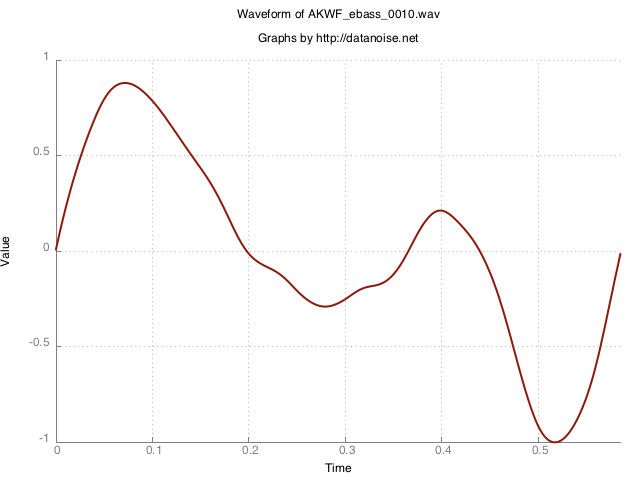 Waveform of AKWF_ebass_0010.wav
Graphs by http://datanoise.net
1
0.5
0
-0.5
-1
Value
0 0.1 0.2 0.3 0.4 0.5
Time